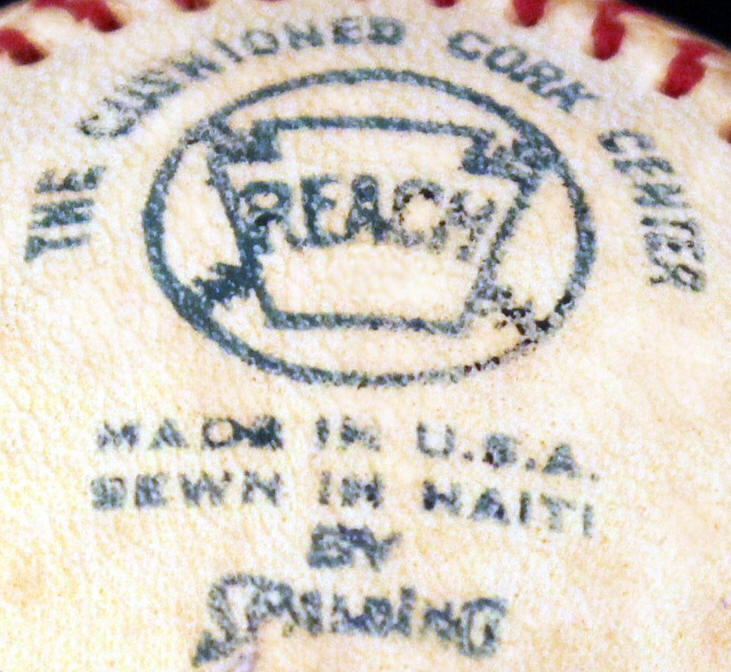 THE CUSHIONED CORK CENTER
REACH
MADE IN U.S.A.
SEWN IN HAITI
BY
SPALDING